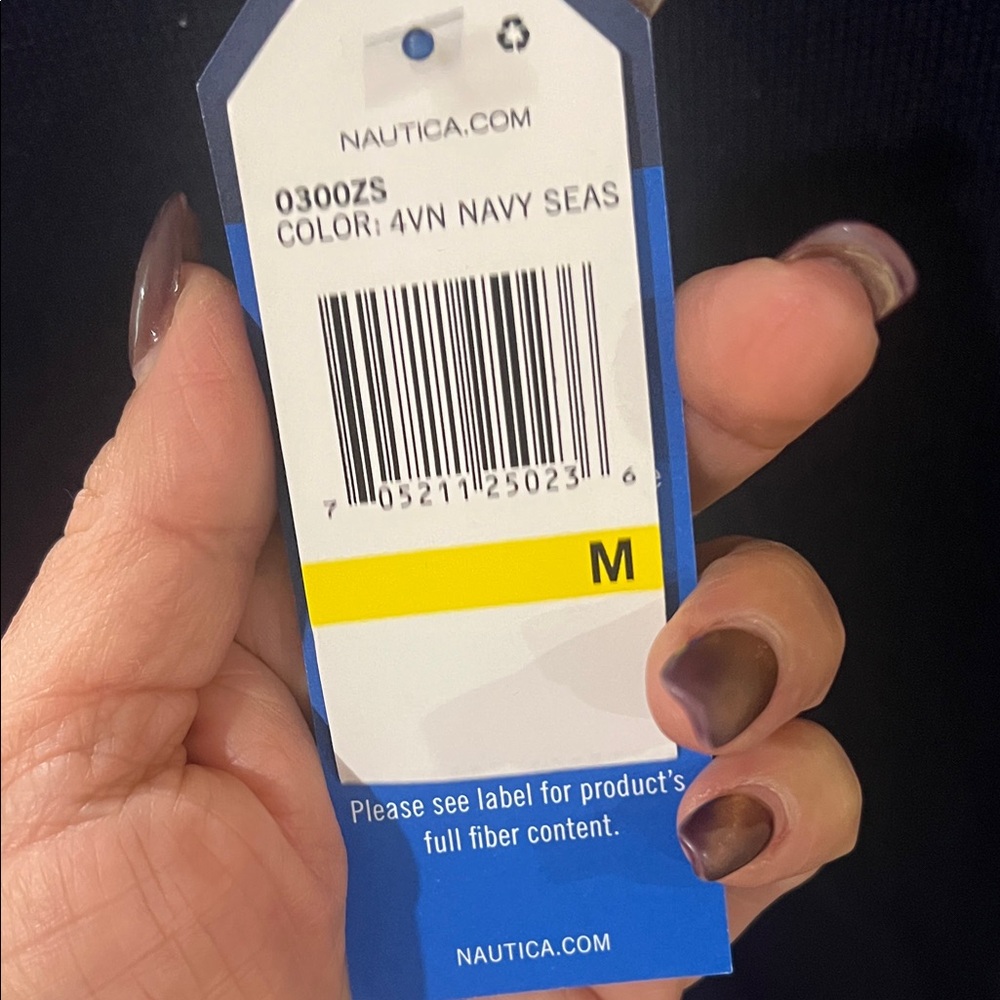 NAUTICA.COM
0300ZS
COLOR: 4VN NAVY SEAS
7 05211 25023 6
M
Please see label for product's
full fiber content.
NAUTICA.COM